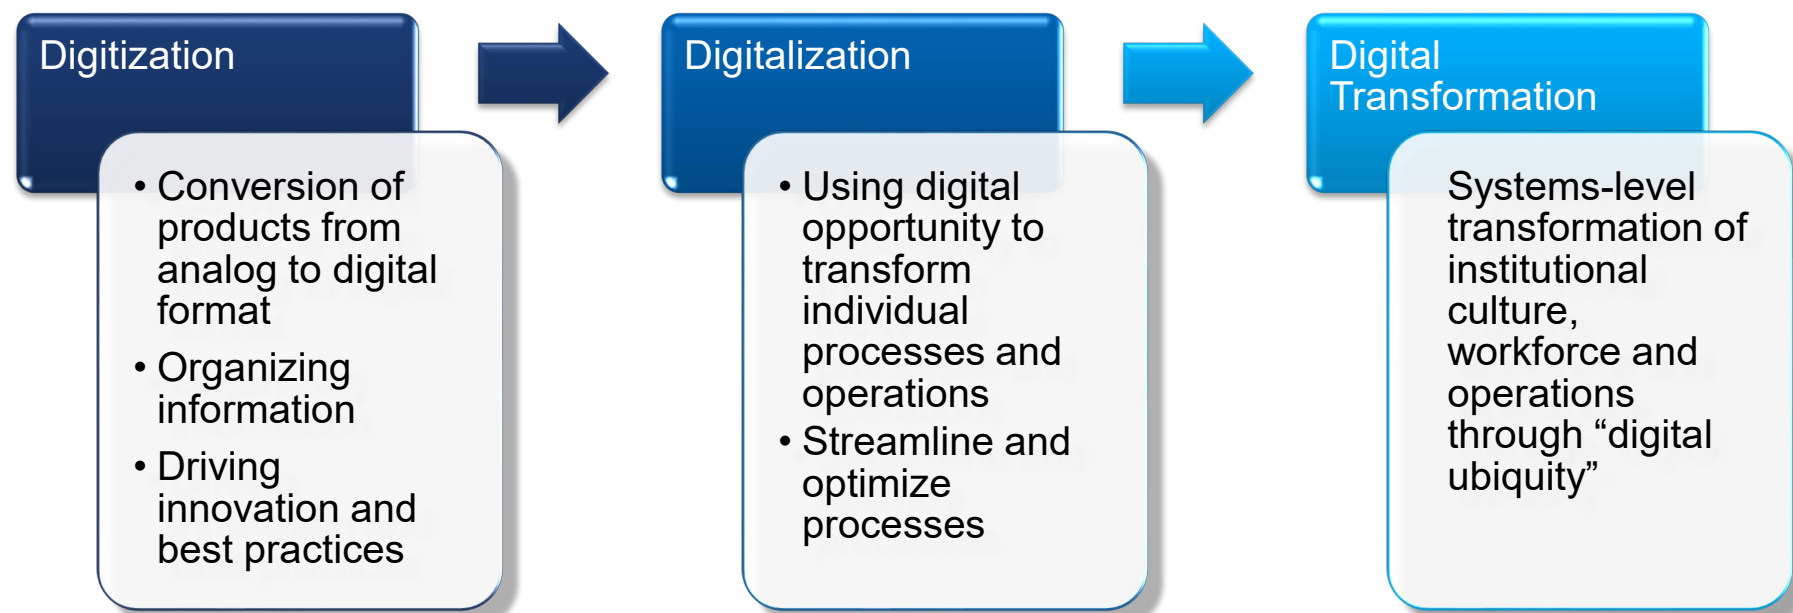 Digitization
• Conversion of
products from
analog to digital
format
• Organizing
information
• Driving
innovation and
best practices
Digitalization
• Using digital
opportunity to
transform
individual
processes and
operations
• Streamline and
optimize
processes
Digital
Transformation
Systems-level
transformation of
institutional
culture,
workforce and
operations
through “digital
ubiquity”